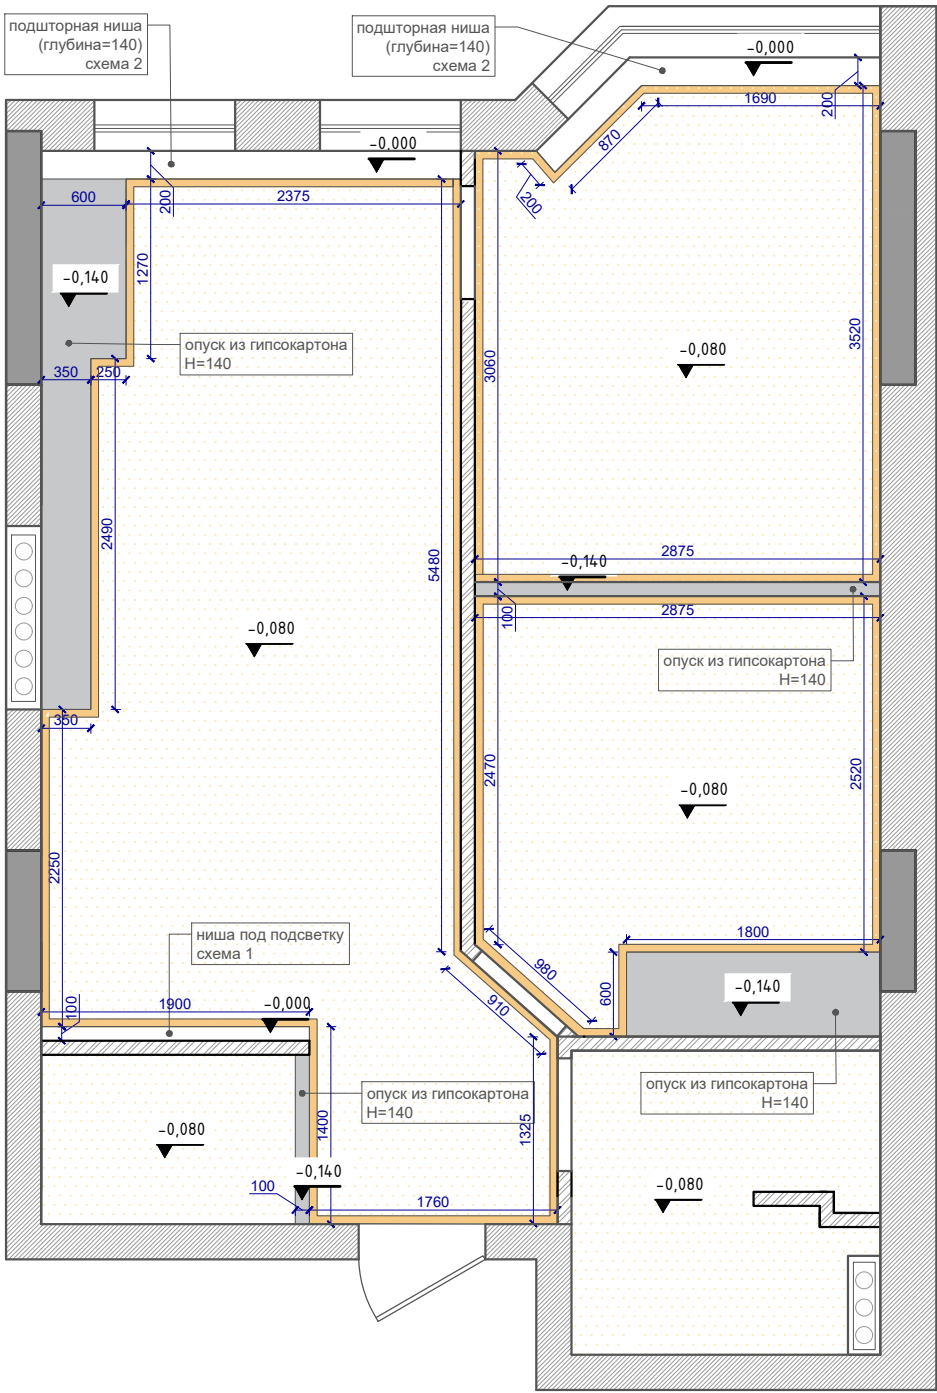 подшторная ниша
(глубина=140)
схема 2
подшторная ниша
(глубина=140)
схема 2
-0,000
1690
200
870
-0,000
200
600
2375
200
1270
-0,140
опуск из гипсокартона
H=140
350
250
3060
3520
-0,080
2490
5480
2875
-0,140
100
2875
-0,080
опуск из гипсокартона
H=140
350
2470
2520
-0,080
2250
ниша под подсветку
схема 1
1800
980
600
-0,140
100
1900
-0,000
910
опуск из гипсокартона
H=140
опуск из гипсокартона
H=140
1400
1325
-0,080
-0,140
100
1760
-0,080